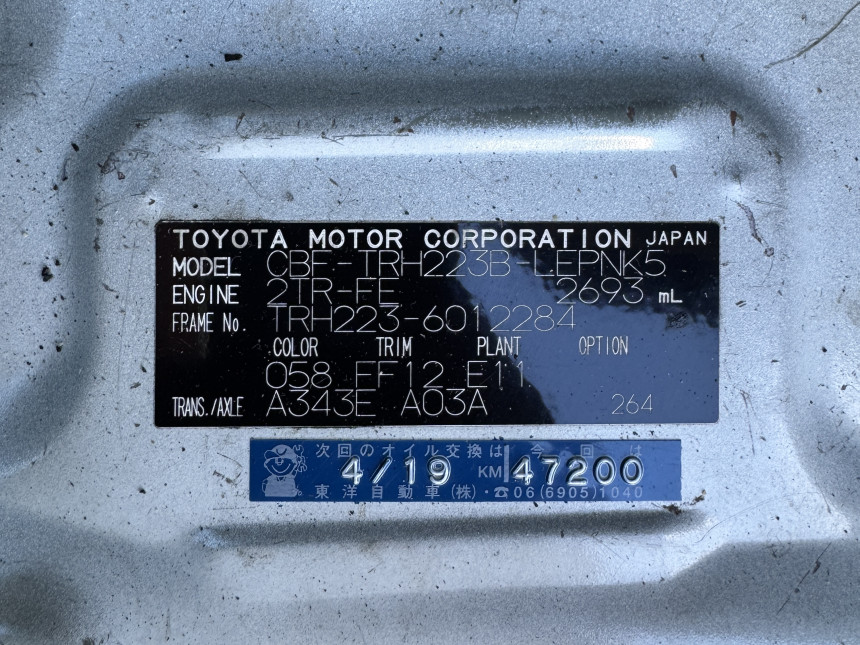 TOYOTA MOTOR CORPORATION JAPAN
MODEL CBF-TRH223B-LEPNK5
ENGINE 2TR-FE 2693 mL
FRAME No. TRH223-6012284
COLOR TRIM PLANT OPTION
058 FF12 E11
TRANS./AXLE A343E A03A 264
次回のオイル交換は 今回は
4/19 KM 47200
東洋自動車(株)・☎06(6905)1040